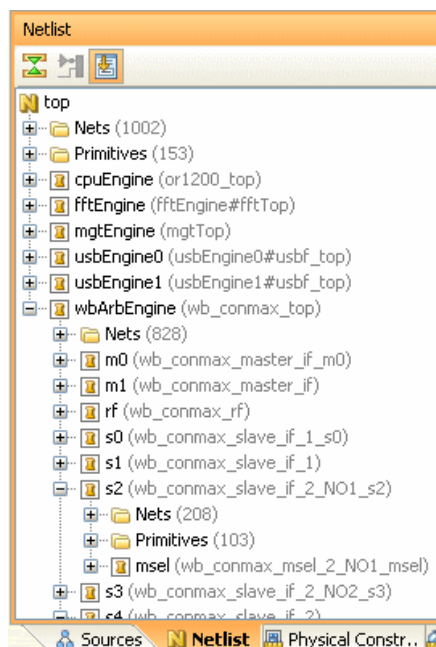 Netlist
top
Nets (1002)
Primitives (153)
cpuEngine (or1200_top)
fftEngine (fftEngine#fftTop)
mgtEngine (mgtTop)
usbEngine0 (usbEngine0#usbf_top)
usbEngine1 (usbEngine1#usbf_top)
wbArbEngine (wb_conmax_top)
Nets (828)
m0 (wb_conmax_master_if_m0)
m1 (wb_conmax_master_if)
rf (wb_conmax_rf)
s0 (wb_conmax_slave_if_1_s0)
s1 (wb_conmax_slave_if_1)
s2 (wb_conmax_slave_if_2_NO1_s2)
Nets (208)
Primitives (103)
msel (wb_conmax_msel_2_NO1_msel)
s3 (wb_conmax_slave_if_2_NO2_s3)
s4 (wb_conmax_slave_if_2)
Sources Netlist Physical Constr..